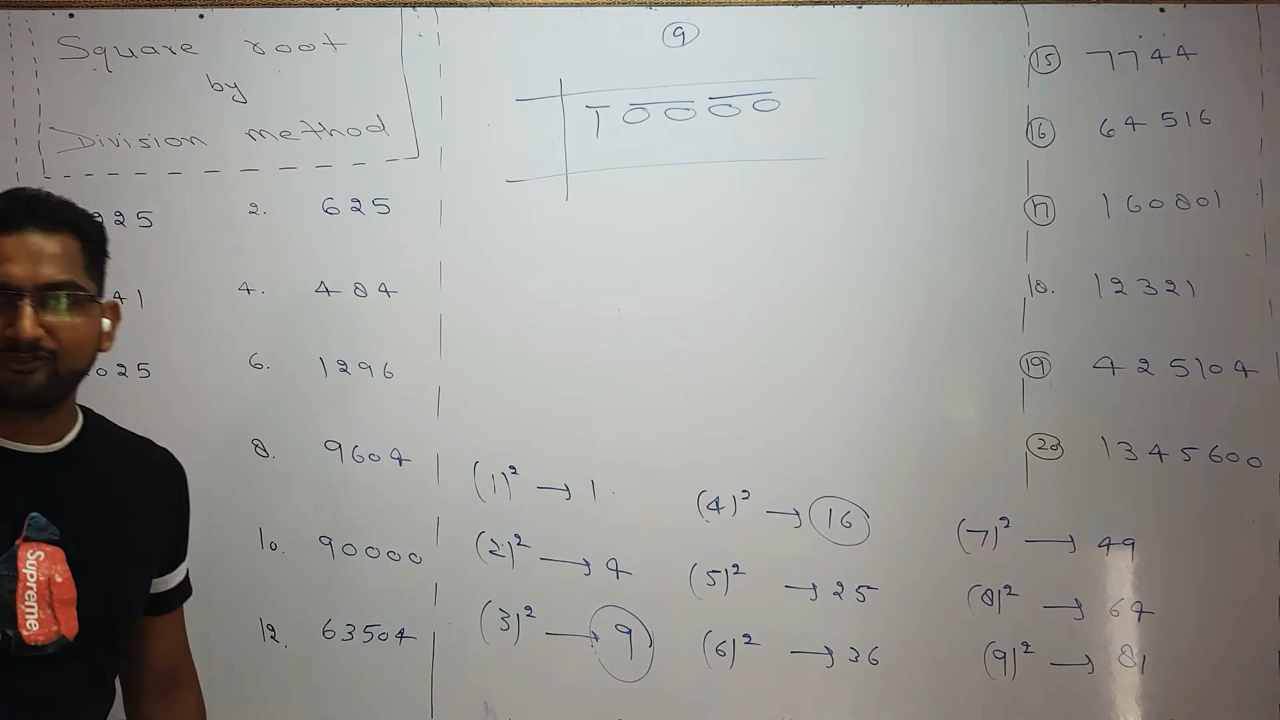 Square root
by
Division method
225
2. 625
41
4. 484
025
6. 1296
8. 9604
10. 90000
12. 63504
9
10000
(1)² → 1
(2)² → 4
(3)² → 9
(4)² → 16
(5)² → 25
(6)² → 36
(7)² → 49
(8)² → 64
(9)² → 81
15 7744
16 64516
17 160801
18. 12321
19 425104
20 1345600
Supreme